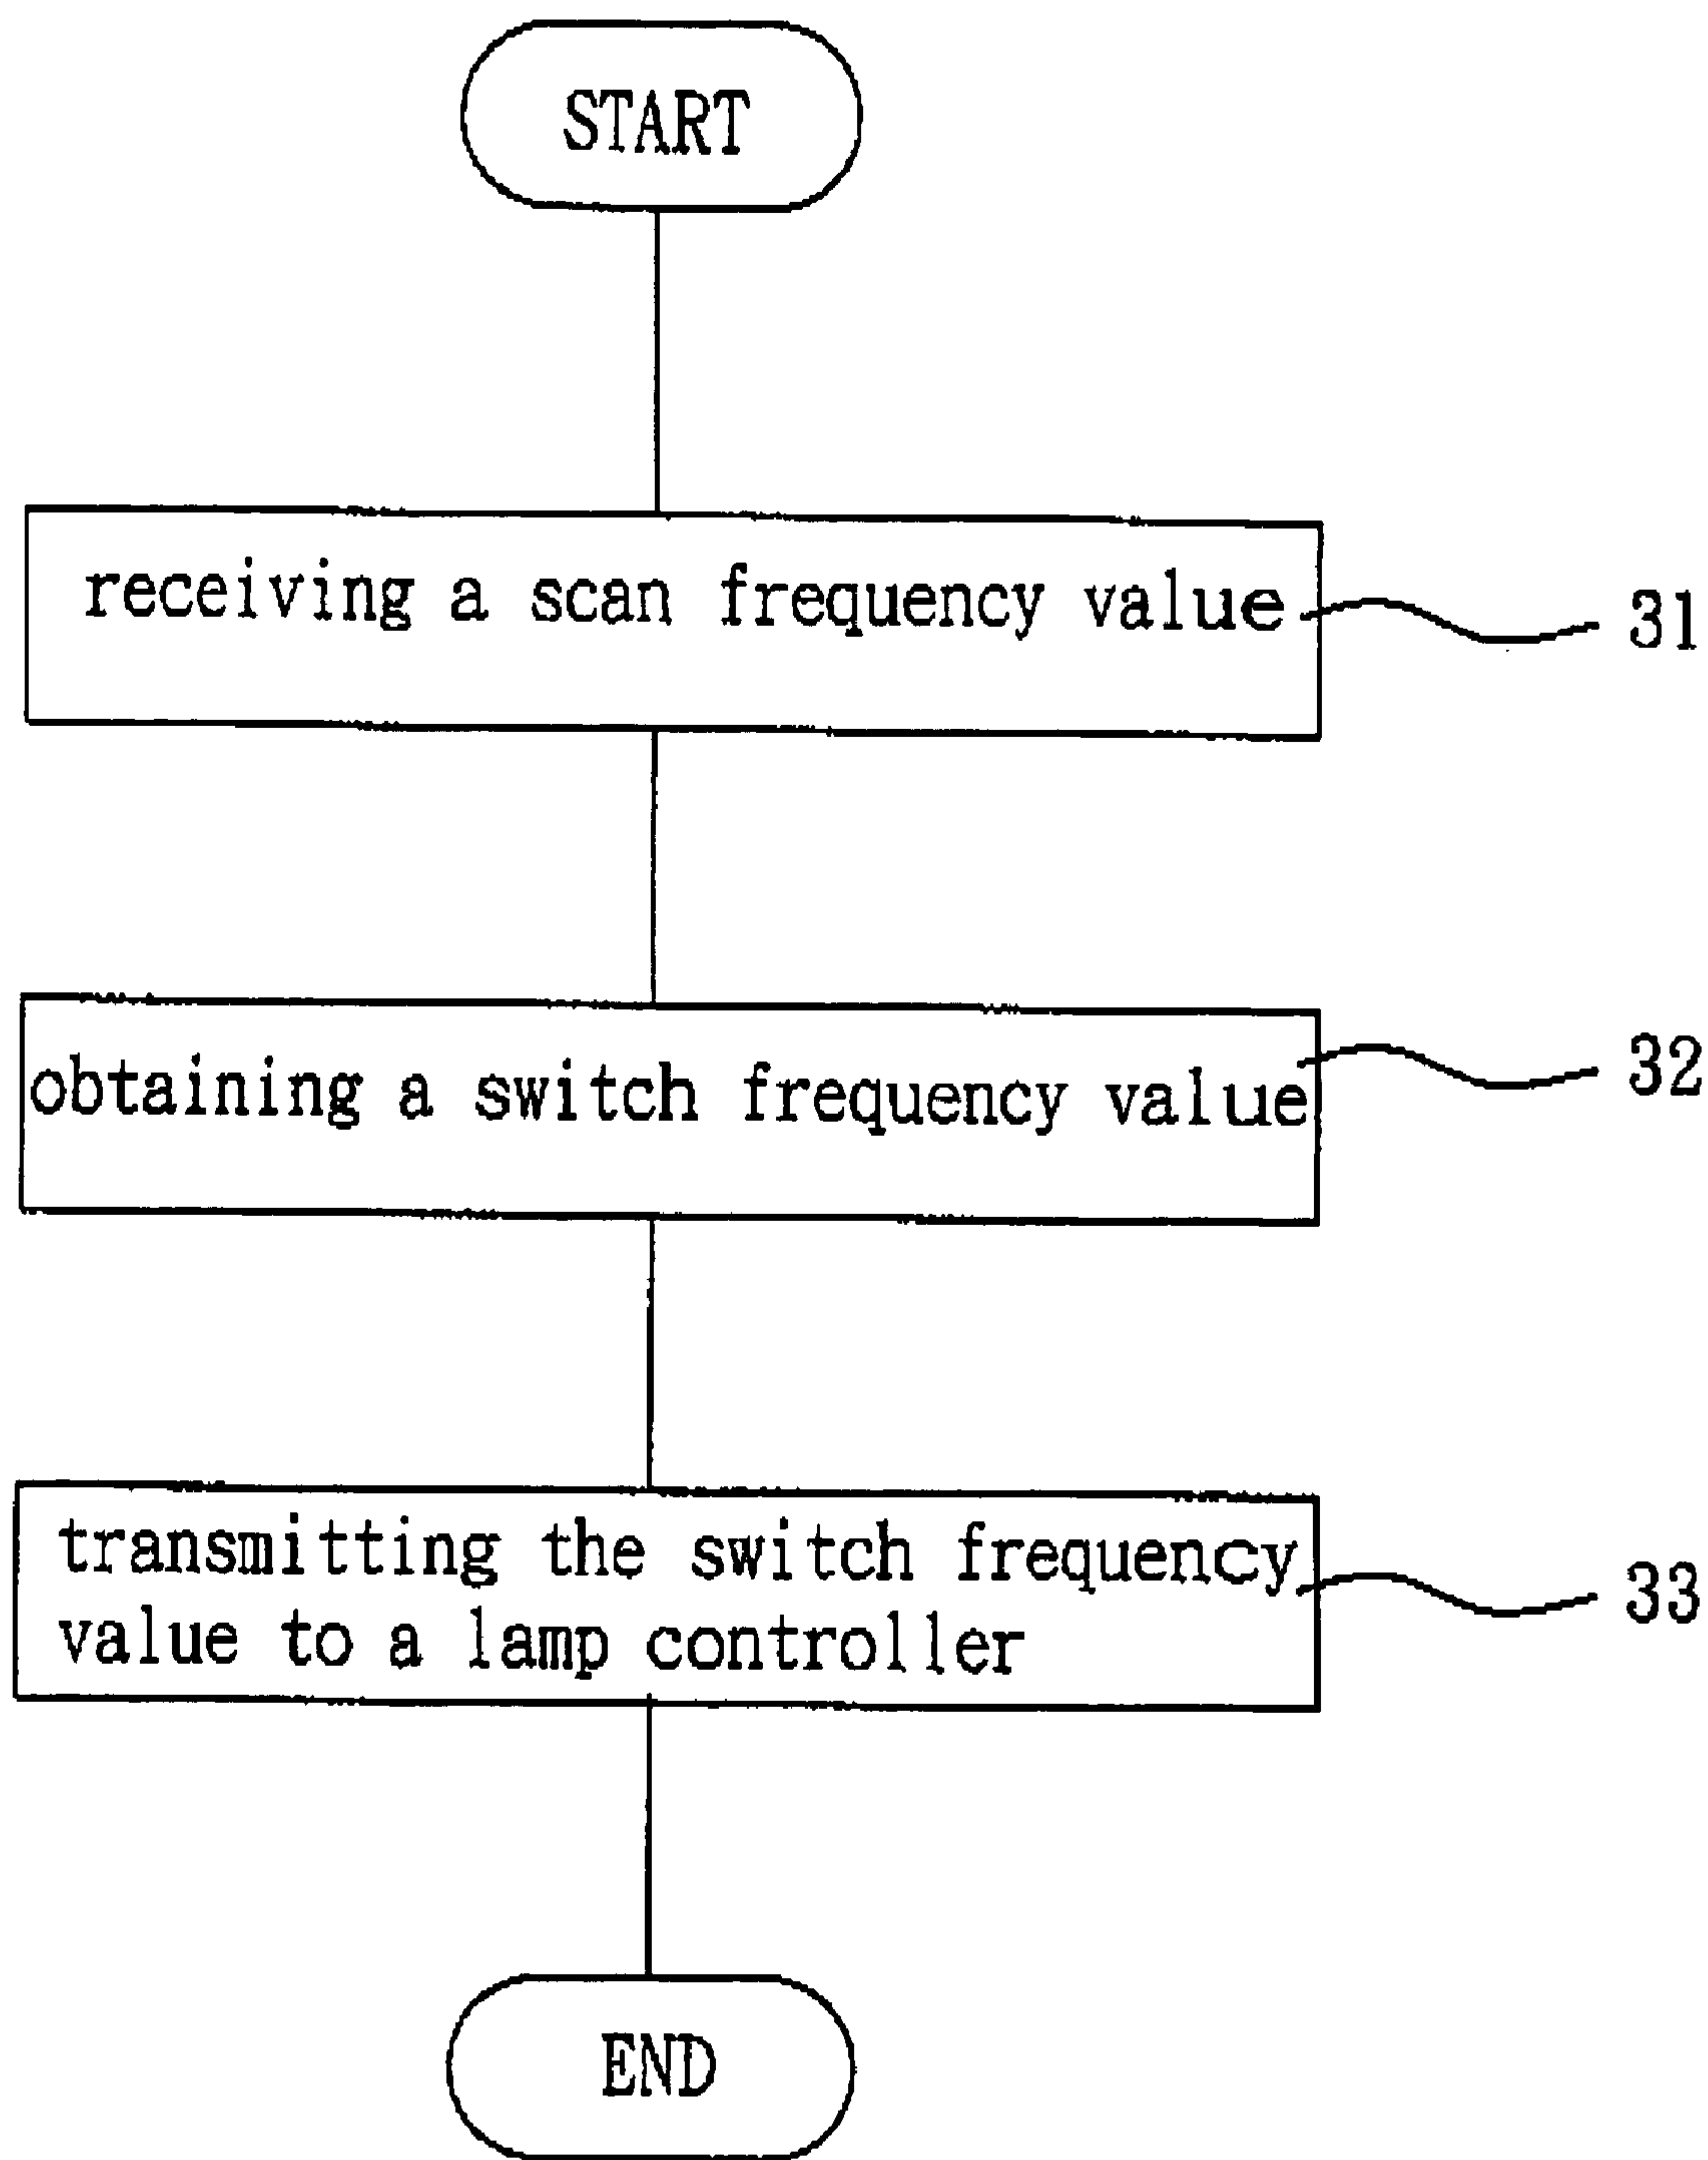 START
receiving a scan frequency value
31
obtaining a switch frequency value
32
transmitting the switch frequency
value to a lamp controller
33
END